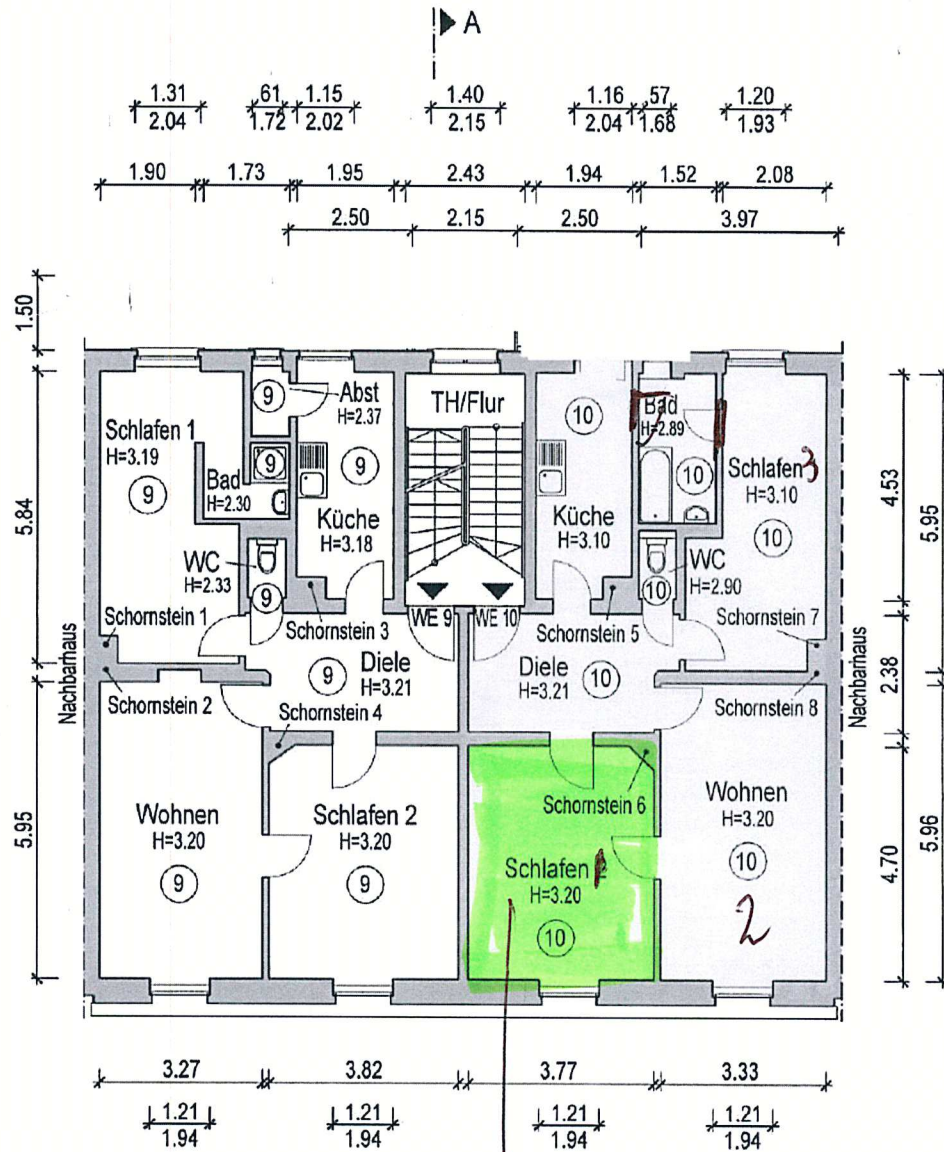 A
1.31 .61 1.15 1.40 1.16 .57 1.20
2.04 1.72 2.02 2.15 2.04 1.68 1.93
1.90 1.73 1.95 2.43 1.94 1.52 2.08
2.50 2.15 2.50 3.97
1.50
5.84
5.95
Nachbarhaus
Schlafen 1
H=3.19
9
9
Abst
H=2.37
Bad
H=2.30
9
9
Küche
H=3.18
WC
H=2.33
9
Schornstein 1
Schornstein 2
Schornstein 3
Schornstein 4
TH/Flur
WE 9 WE 10
Diele
H=3.21
9
Wohnen
H=3.20
9
Schlafen 2
H=3.20
9
10
Küche
H=3.10
Bad
H=2.89
10
Schlafen 3
H=3.10
10
WC
H=2.90
10
Schornstein 5
Schornstein 7
Schornstein 8
Diele
H=3.21
10
Schornstein 6
Schlafen
H=3.20
10
Wohnen
H=3.20
10
2
Nachbarhaus
4.53
2.38
4.70
5.95
5.96
3.27 3.82 3.77 3.33
1.21 1.21 1.21 1.21
1.94 1.94 1.94 1.94